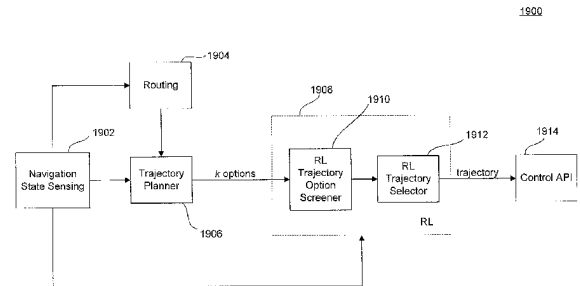 1900
1904
Routing
1902
Navigation
State Sensing
Trajectory
Planner
1906
k options
1908
1910
RL
Trajectory
Option
Screener
1912
RL
Trajectory
Selector
RL
trajectory
1914
Control API